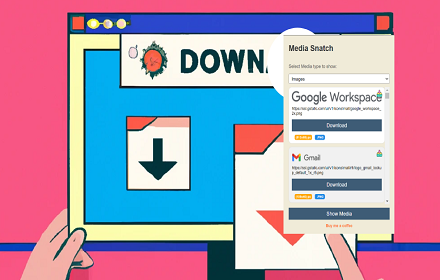 DOWN
Media Snatch
Select Media type to show:
Images
Google Workspace
Download
Gmail
Download
Show Media
Buy me a coffee